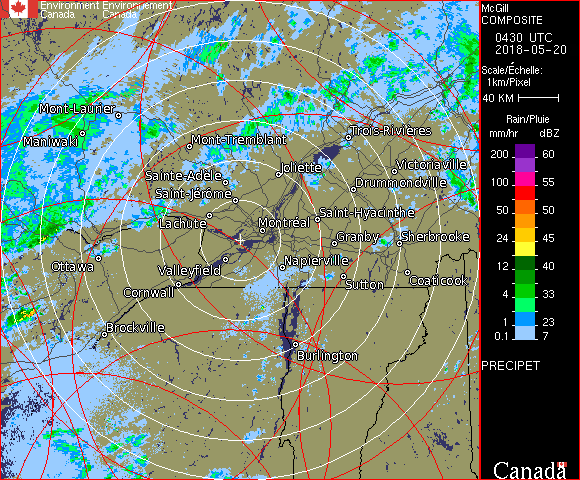 Environment Environnement
Canada Canada
McGill
COMPOSITE
0430 UTC
2018-05-20
Scale/Échelle:
1km/Pixel
40 KM
Rain/Pluie
mm/hr dBZ
200 60
150 55
100 55
50 50
24 45
12 40
4 33
1 23
0.1 7
PRECIPET
Canada
Mont-Laurier
Maniwaki
Mont-Tremblant
Trois-Rivières
Joliette
Victoriaville
Sainte-Adèle
Drummondville
Saint-Jérôme
Lachute
Saint-Hyacinthe
Montréal
Granby
Sherbrooke
Ottawa
Valleyfield
Napierville
Coaticook
Sutton
Cornwall
Brockville
Burlington